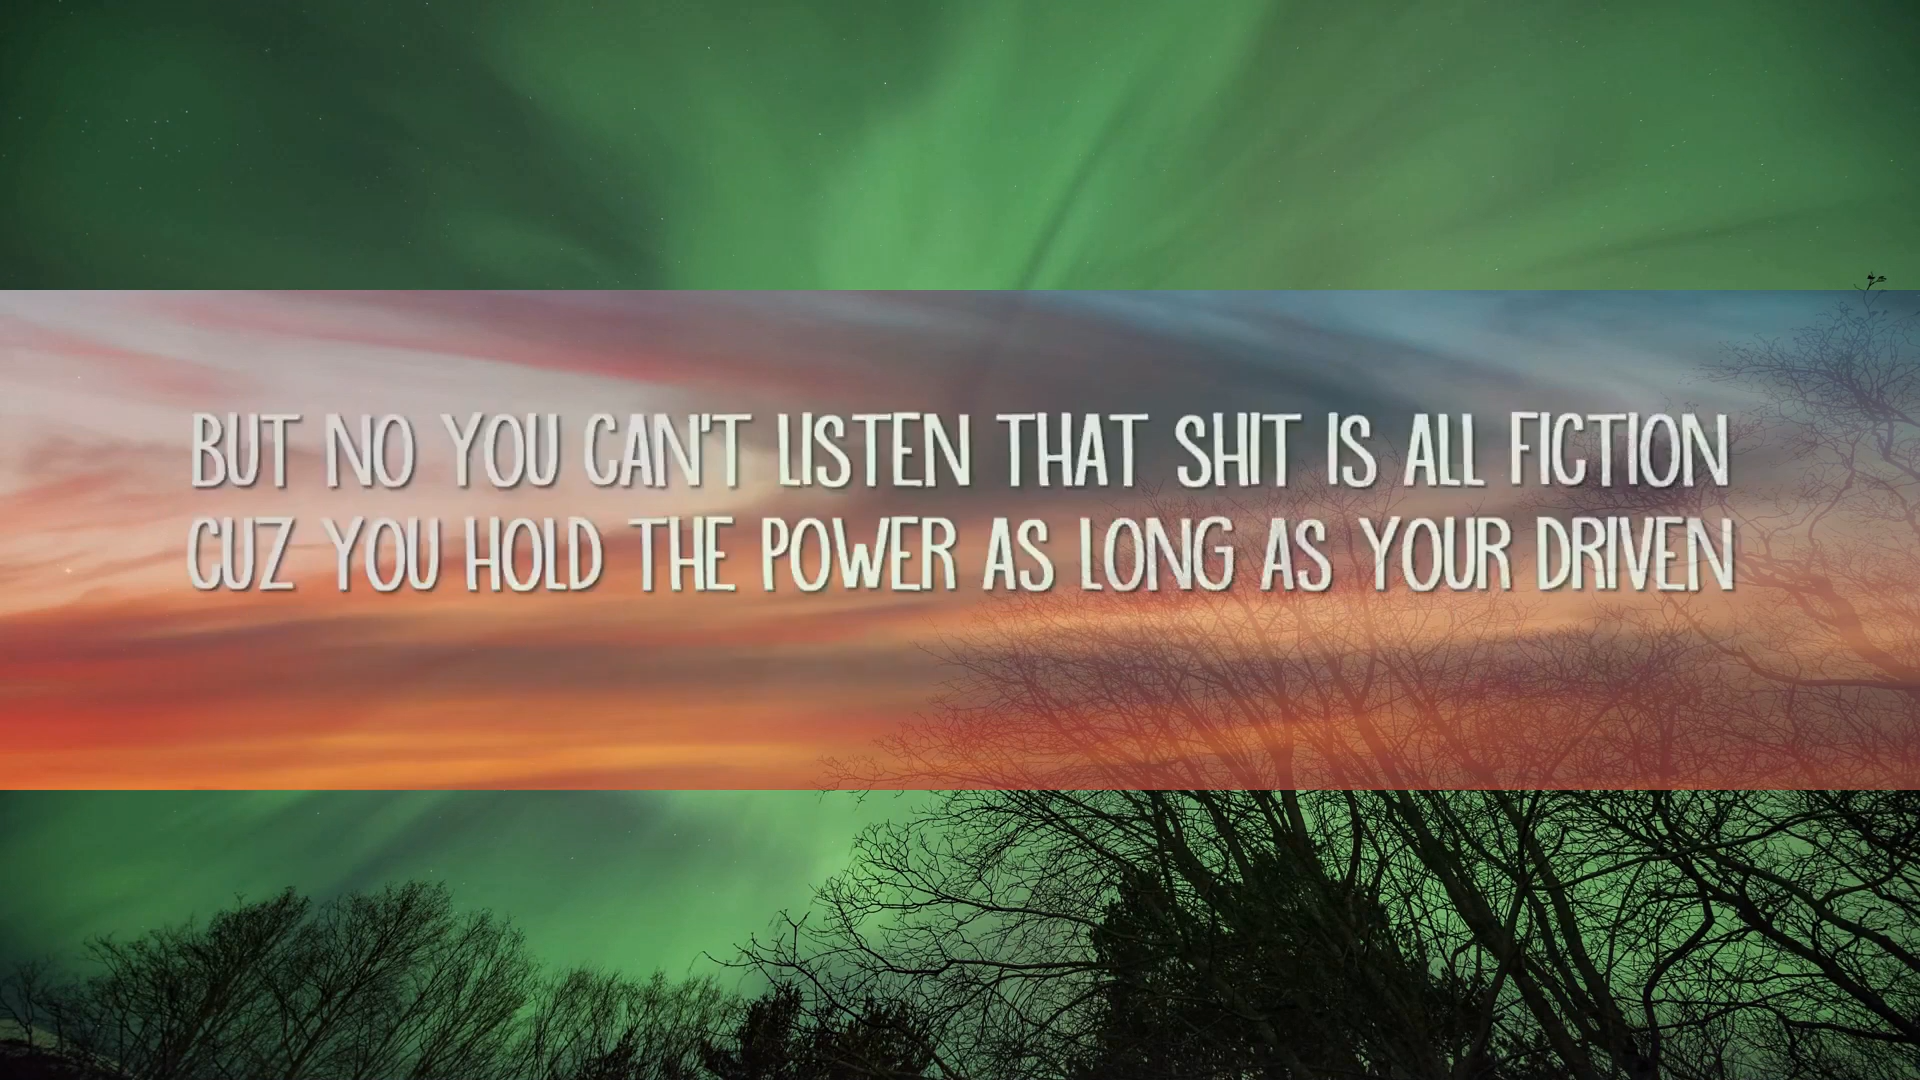 BUT NO YOU CAN'T LISTEN THAT SHIT IS ALL FICTION
CUZ YOU HOLD THE POWER AS LONG AS YOUR DRIVEN